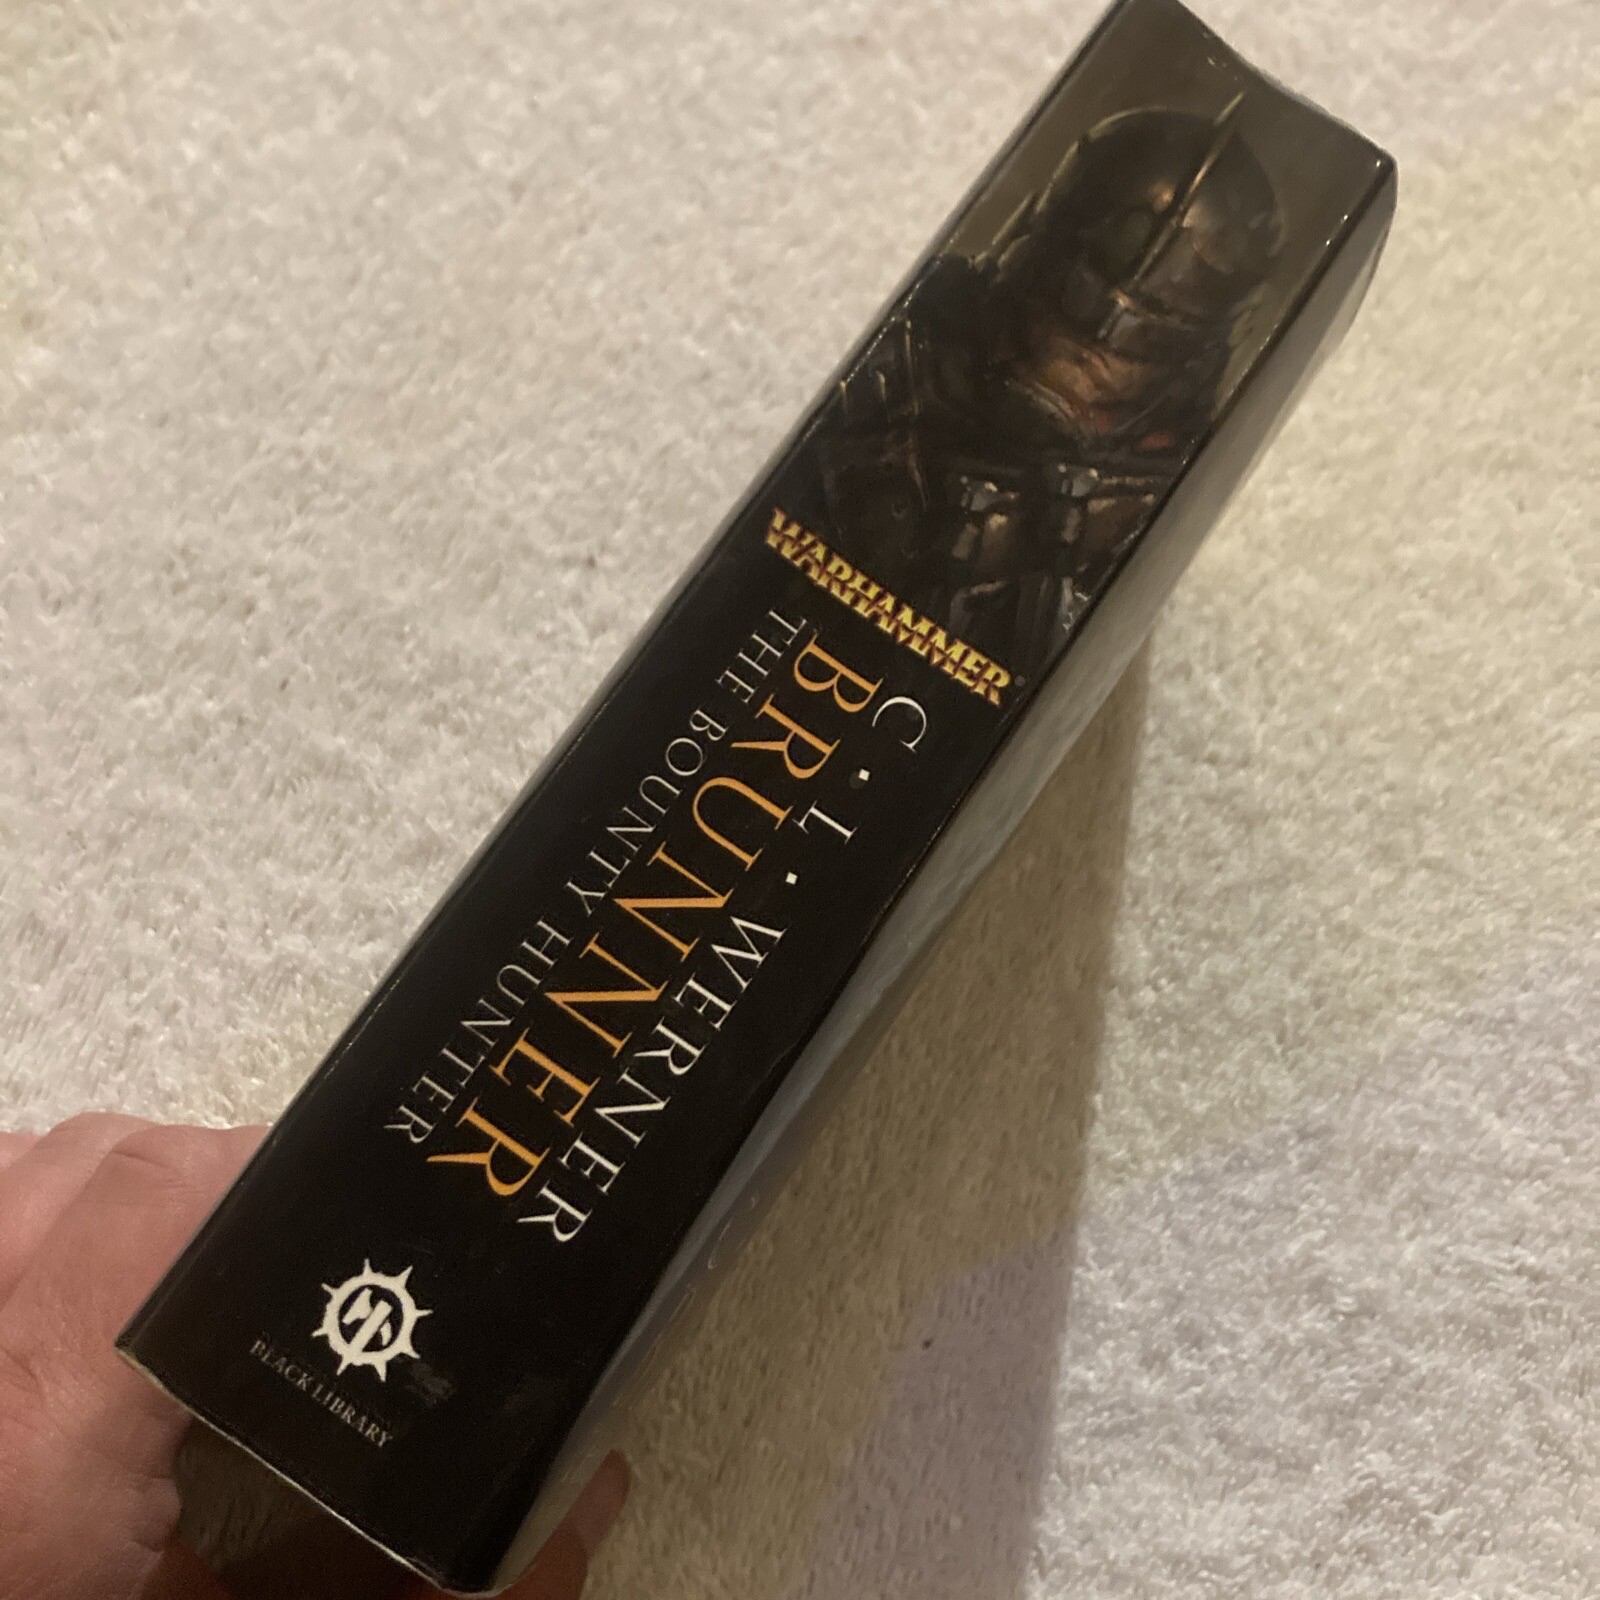 WARHAMMER®
C·L·WERNER
BRUNNER
THE BOUNTY HUNTER
BLACK LIBRARY